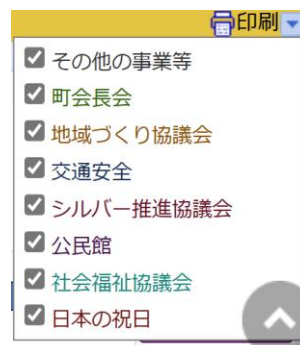 印刷
その他の事業等
町会長会
地域づくり協議会
交通安全
シルバー推進協議会
公民館
社会福祉協議会
日本の祝日